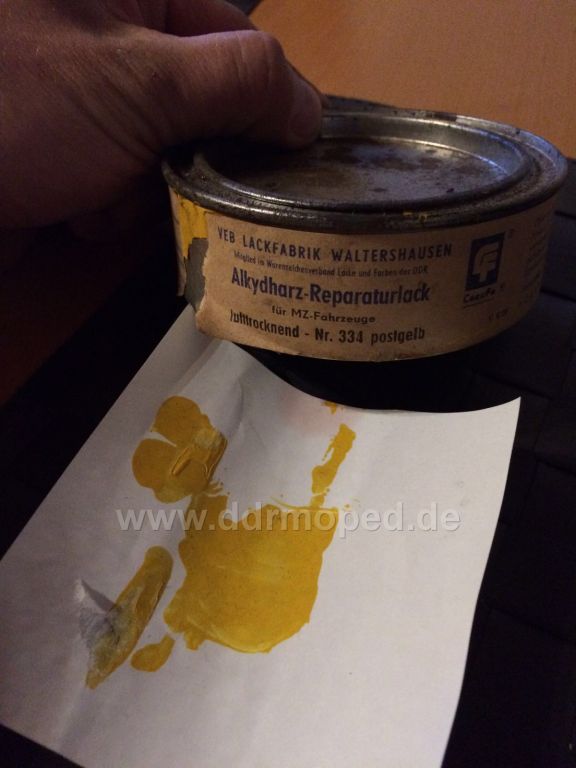 VEB LACKFABRIK WALTERSHAUSEN
Mitglied im Warenzeichenverband Lacke und Farben der DDR
Alkydharz-Reparaturlack
für MZ-Fahrzeuge
lufttrocknend - Nr. 334 postgelb
®
®
www.ddrmoped.de